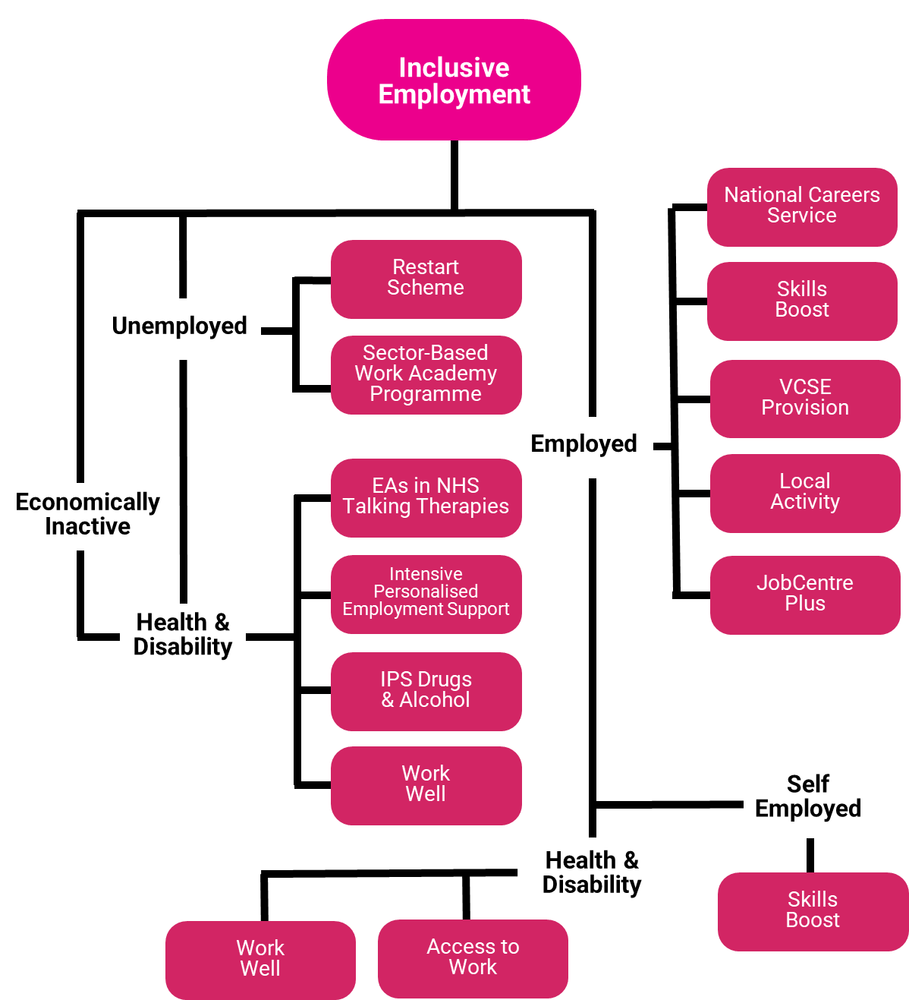 Inclusive
Employment
National Careers
Service
Skills
Boost
VCSE
Provision
Local
Activity
JobCentre
Plus
Restart
Scheme
Sector-Based
Work Academy
Programme
Unemployed
Employed
Economically
Inactive
Health &
Disability
EAs in NHS
Talking Therapies
Intensive
Personalised
Employment Support
IPS Drugs
& Alcohol
Work
Well
Self
Employed
Skills
Boost
Health &
Disability
Work
Well
Access to
Work